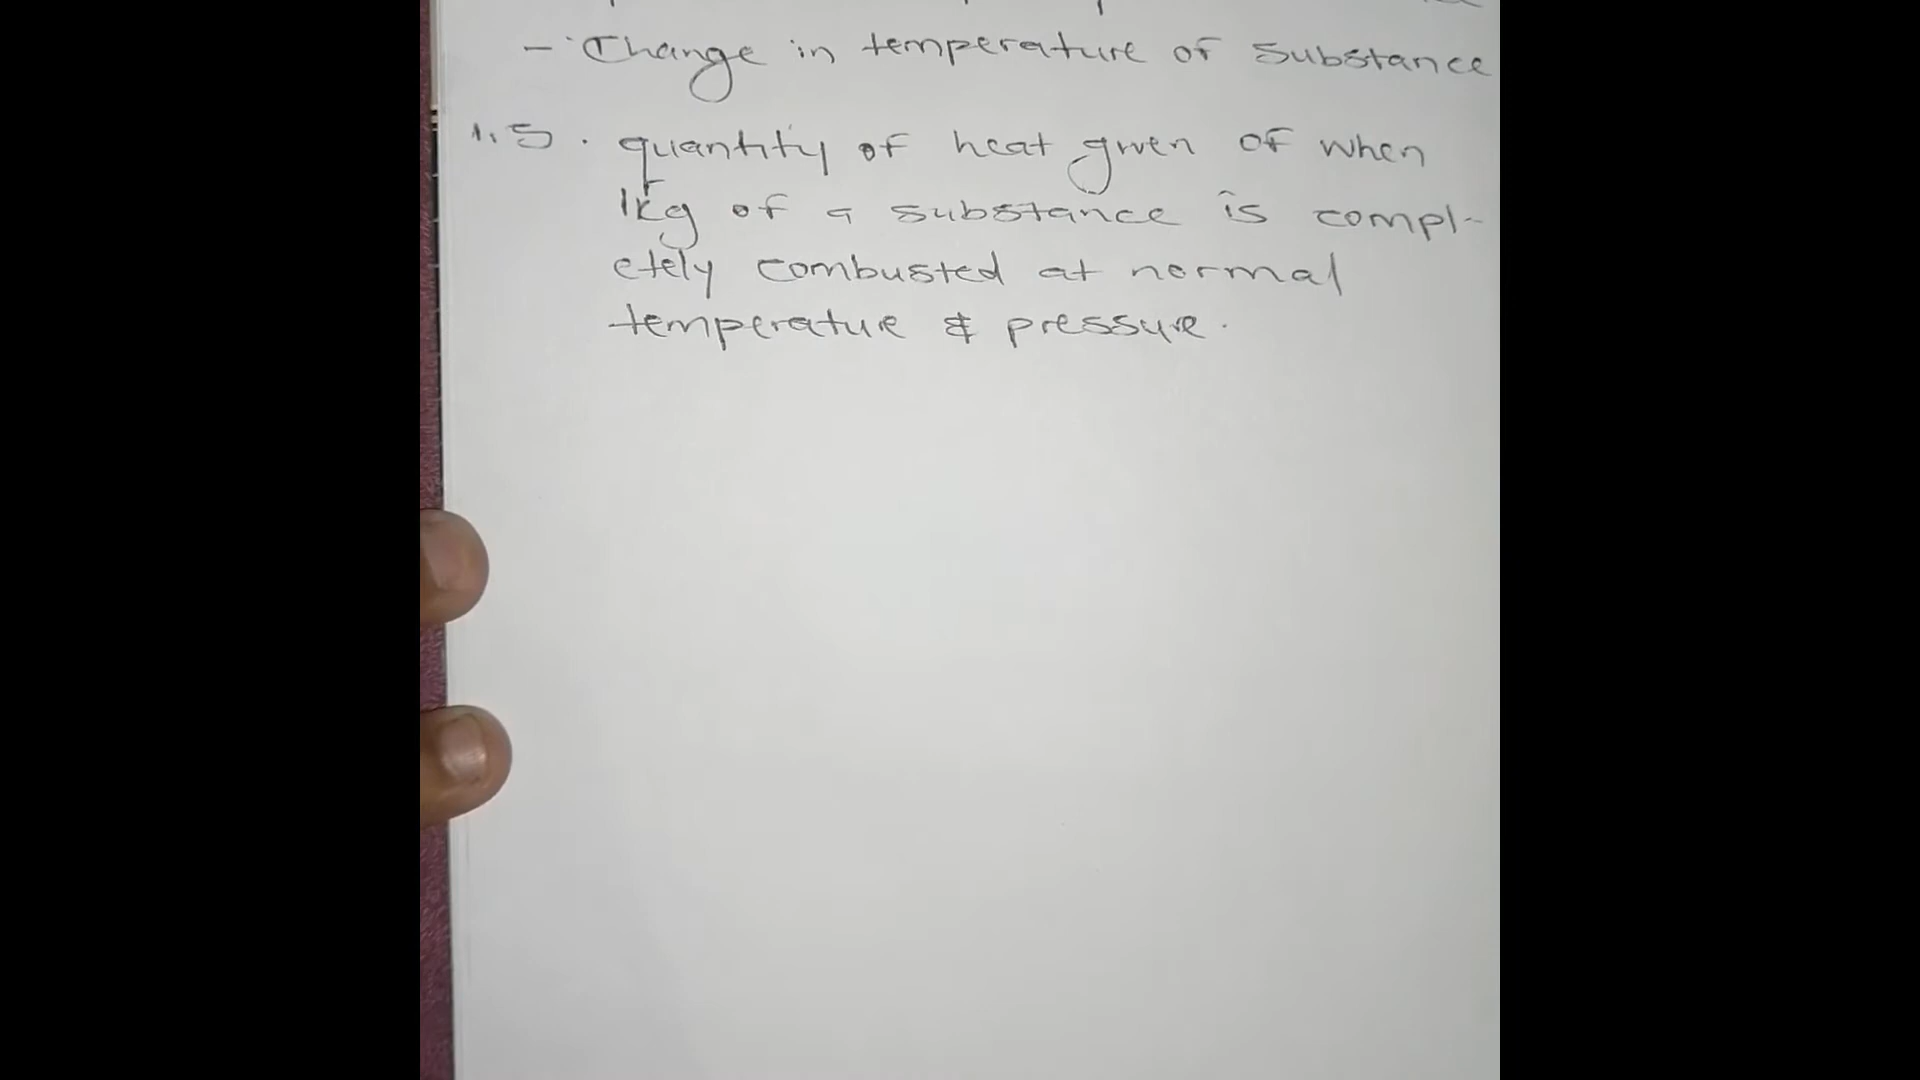 - Change in temperature of substance
1.5. quantity of heat given of when
1kg of a substance is compl-
etely combusted at normal
temperature & pressure.